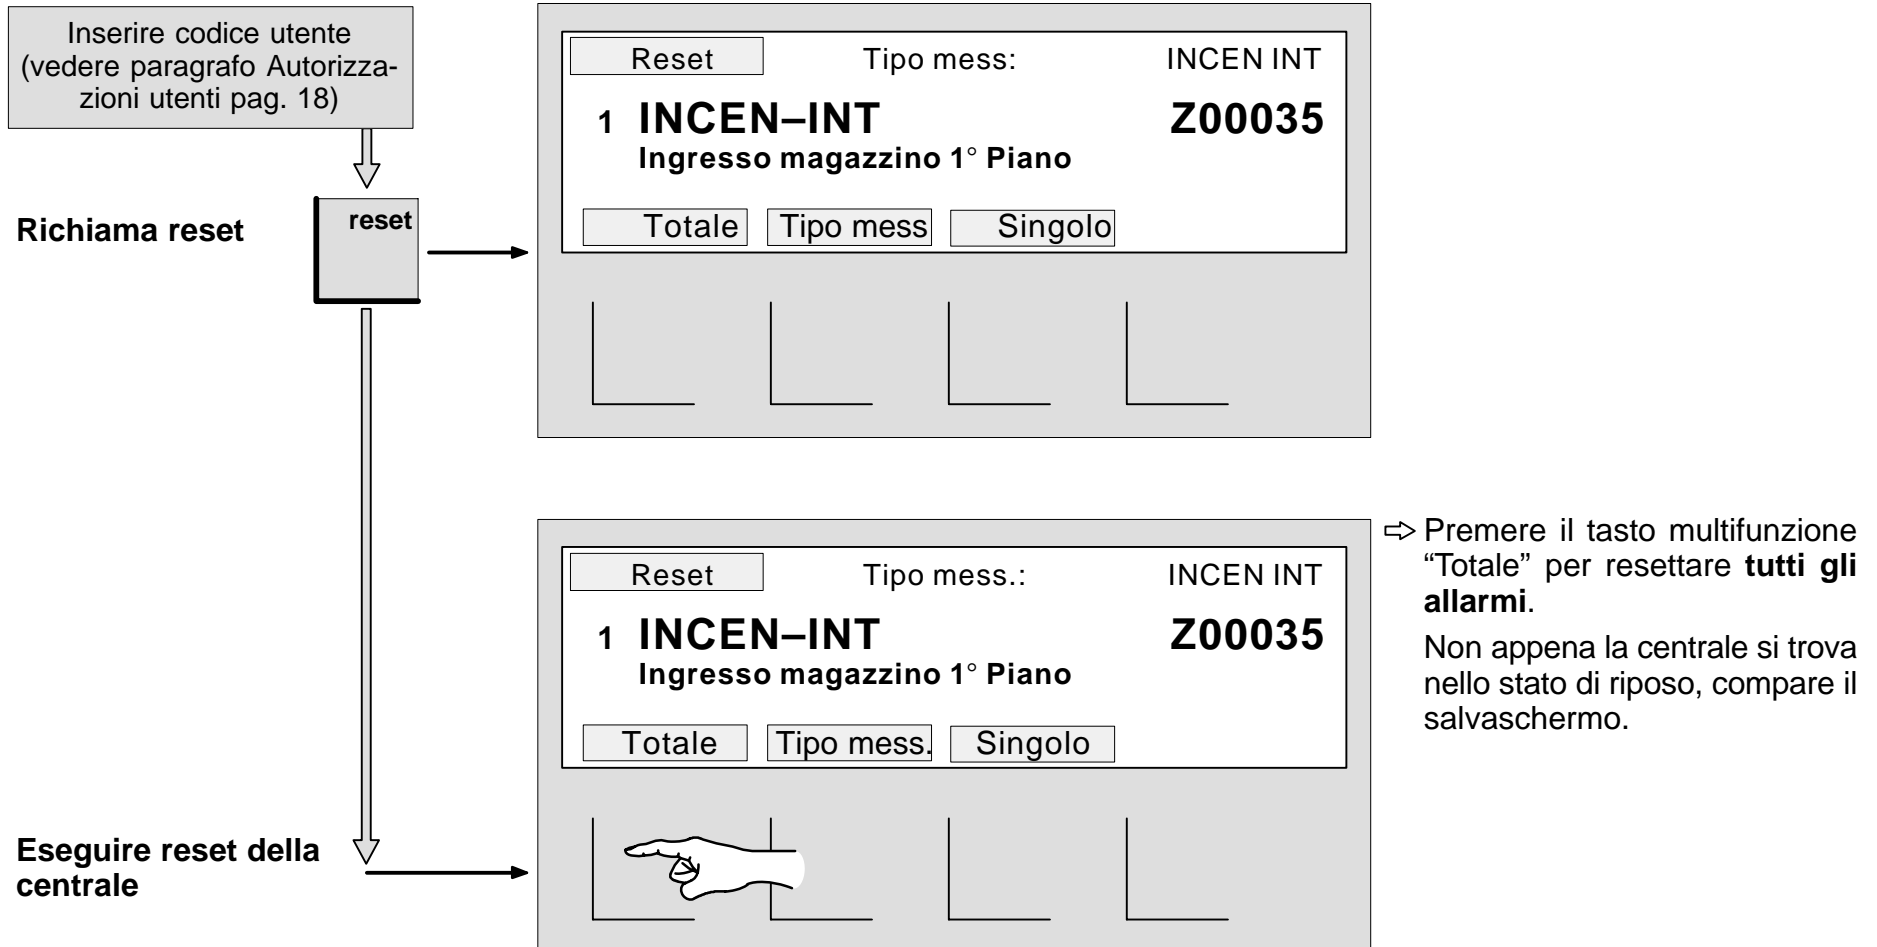 Inserire codice utente
(vedere paragrafo Autorizza-
zioni utenti pag. 18)
Richiama reset
reset
Reset Tipo mess: INCEN INT
1 INCEN–INT Z00035
Ingresso magazzino 1° Piano
Totale Tipo mess Singolo
Reset Tipo mess.: INCEN INT
1 INCEN–INT Z00035
Ingresso magazzino 1° Piano
Totale Tipo mess. Singolo
⇨ Premere il tasto multifunzione
“Totale” per resettare tutti gli
allarmi.
Non appena la centrale si trova
nello stato di riposo, compare il
salvaschermo.
Eseguire reset della
centrale